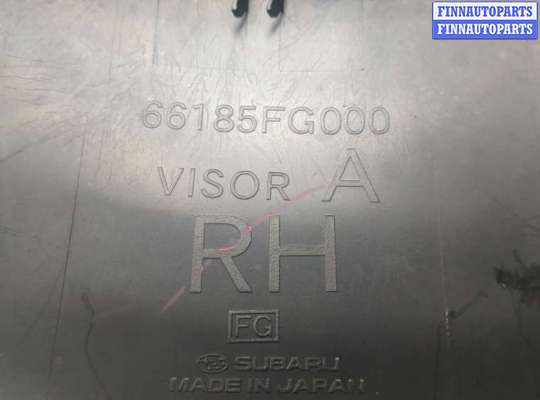 FINNAUTOPARTS
FINNAUTOPARTS
66185FG000
VISOR A
RH
FG
SUBARU
MADE IN JAPAN